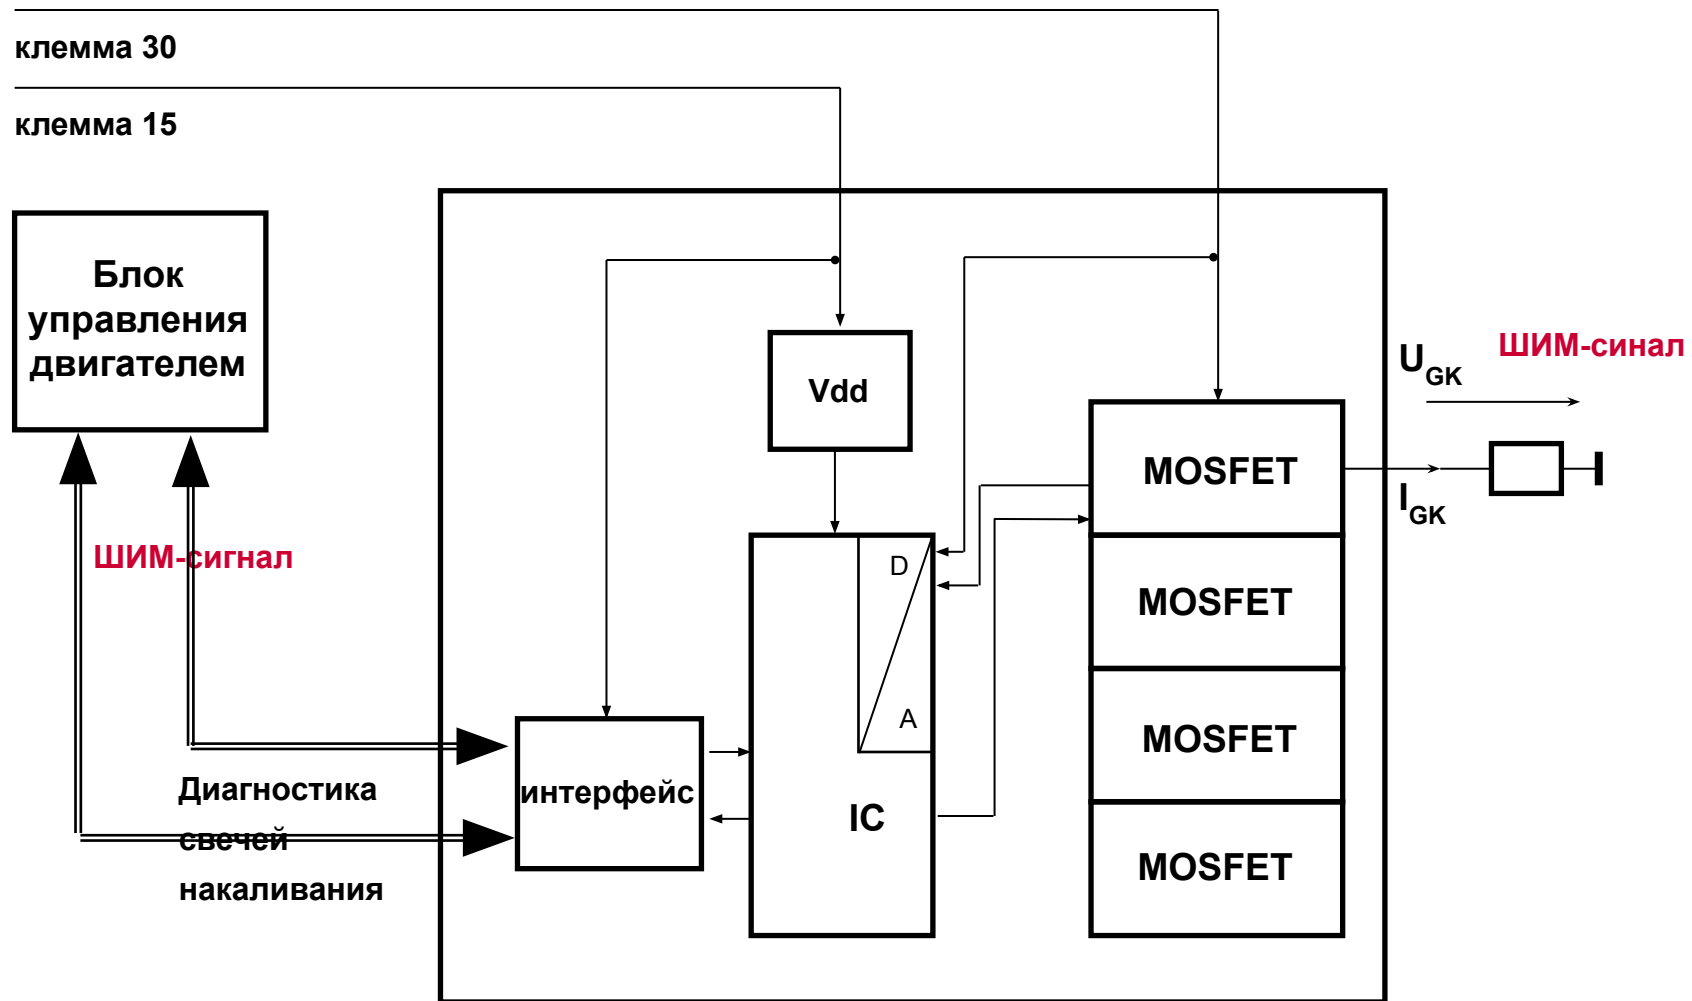 клемма 30
клемма 15
Блок
управления
двигателем
ШИМ-сигнал
Диагностика
свечей
накаливания
интерфейс
Vdd
D
A
IC
MOSFET
MOSFET
MOSFET
MOSFET
U GK
ШИМ-синал
I GK